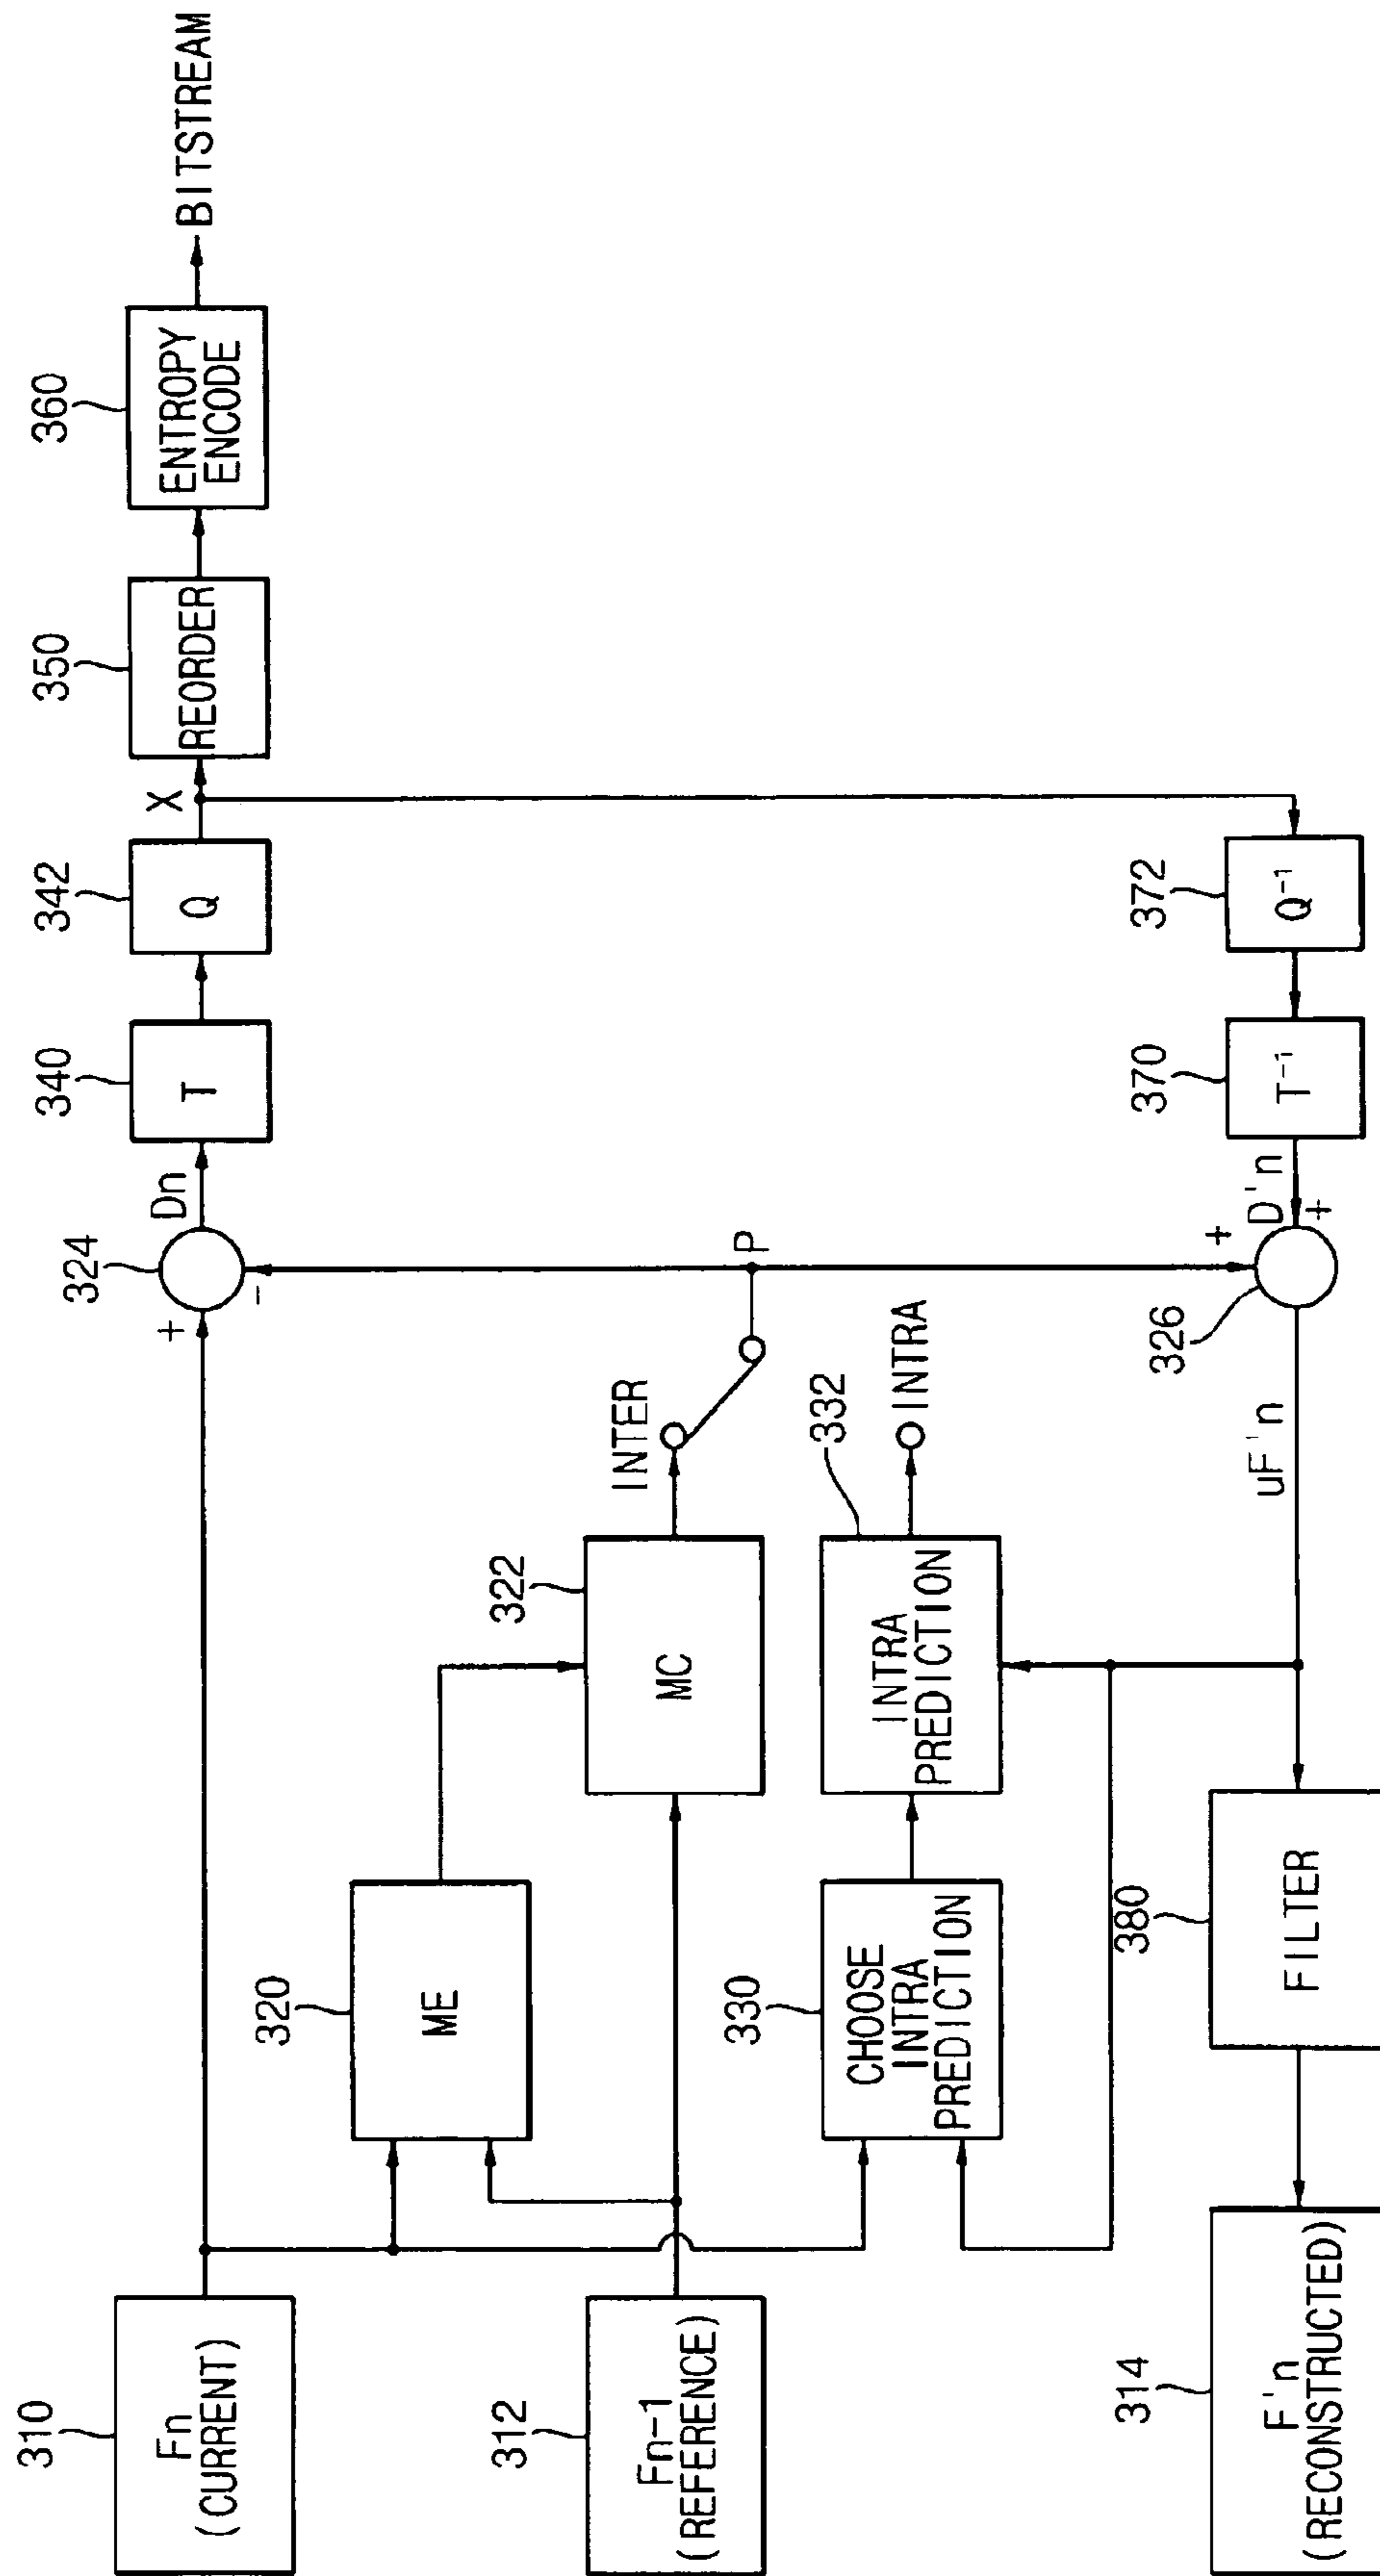 310
Fn
(CURRENT)
324
+
-
Dn
340
T
342
Q
X
350
REORDER
360
ENTROPY
ENCODE
BITSTREAM
320
ME
312
Fn-1
(REFERENCE)
322
MC
INTER
P
330
CHOOSE
INTRA
PREDICTION
332
INTRA
PREDICTION
INTRA
314
F'n
(RECONSTRUCTED)
380
FILTER
uF'n
326
+
+
D'n
370
T⁻¹
372
Q⁻¹